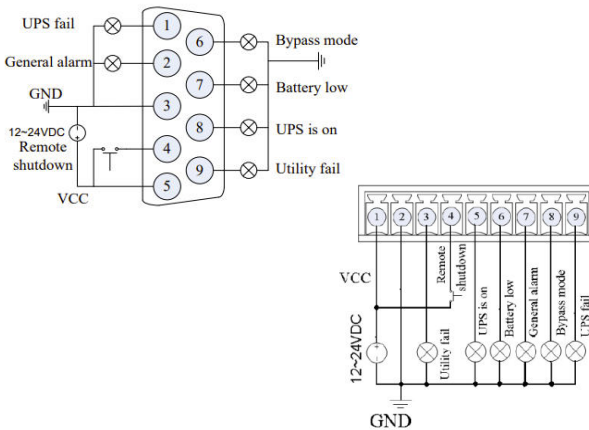 UPS fail
1
6
Bypass mode
General alarm
2
7
Battery low
GND
3
12~24VDC
8
UPS is on
Remote
shutdown
4
9
Utility fail
VCC
5
1 2 3 4 5 6 7 8 9
VCC
Remote
shutdown
12~24VDC
Utility fail
UPS is on
Battery low
General alarm
Bypass mode
UPS fail
GND